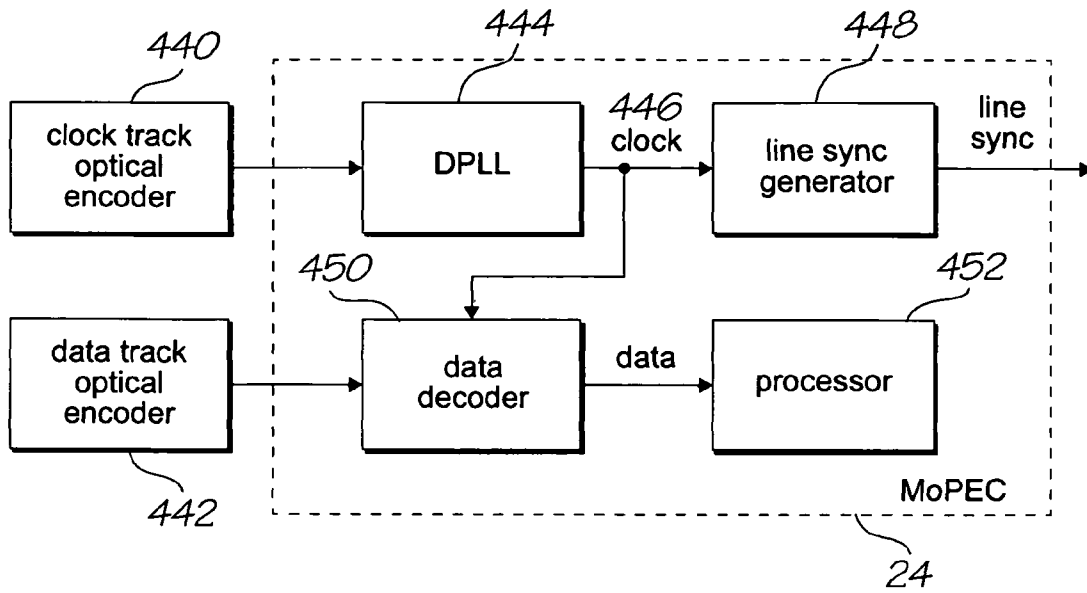 440
444
448
clock track
optical
encoder
DPLL
446
clock
line sync
generator
line
sync
450
452
data track
optical
encoder
data
decoder
data
processor
442
MoPEC
24